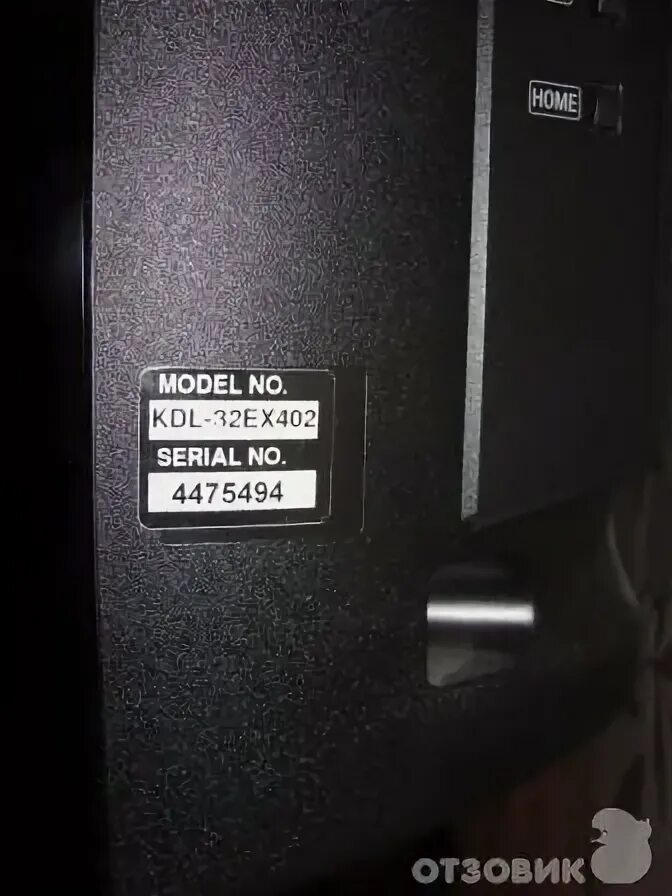 HOME
MODEL NO.
KDL-32EX402
SERIAL NO.
4475494
ОТЗОВИК